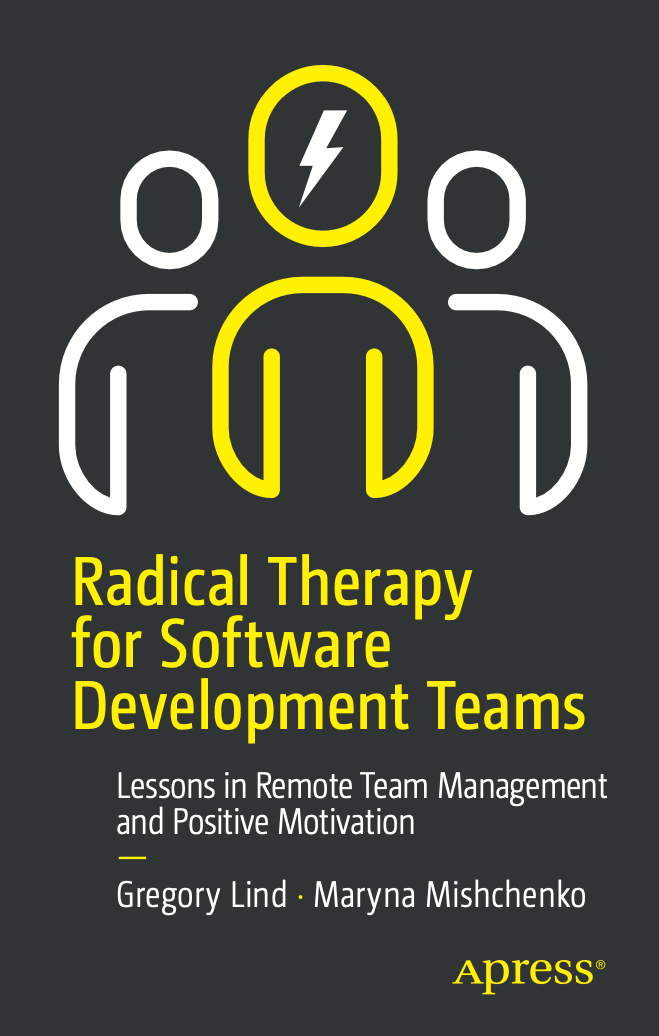 Radical Therapy
for Software
Development Teams
Lessons in Remote Team Management
and Positive Motivation
Gregory Lind · Maryna Mishchenko
Apress®